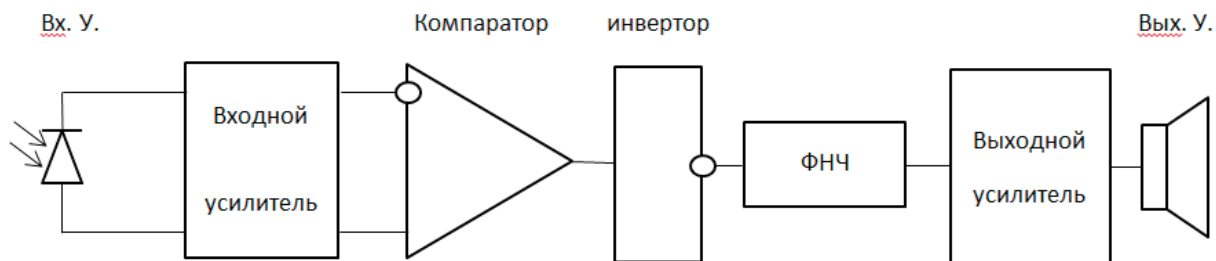 Вх. У.
Компаратор
инвертор
Вых. У.
Входной
усилитель
ФНЧ
Выходной
усилитель